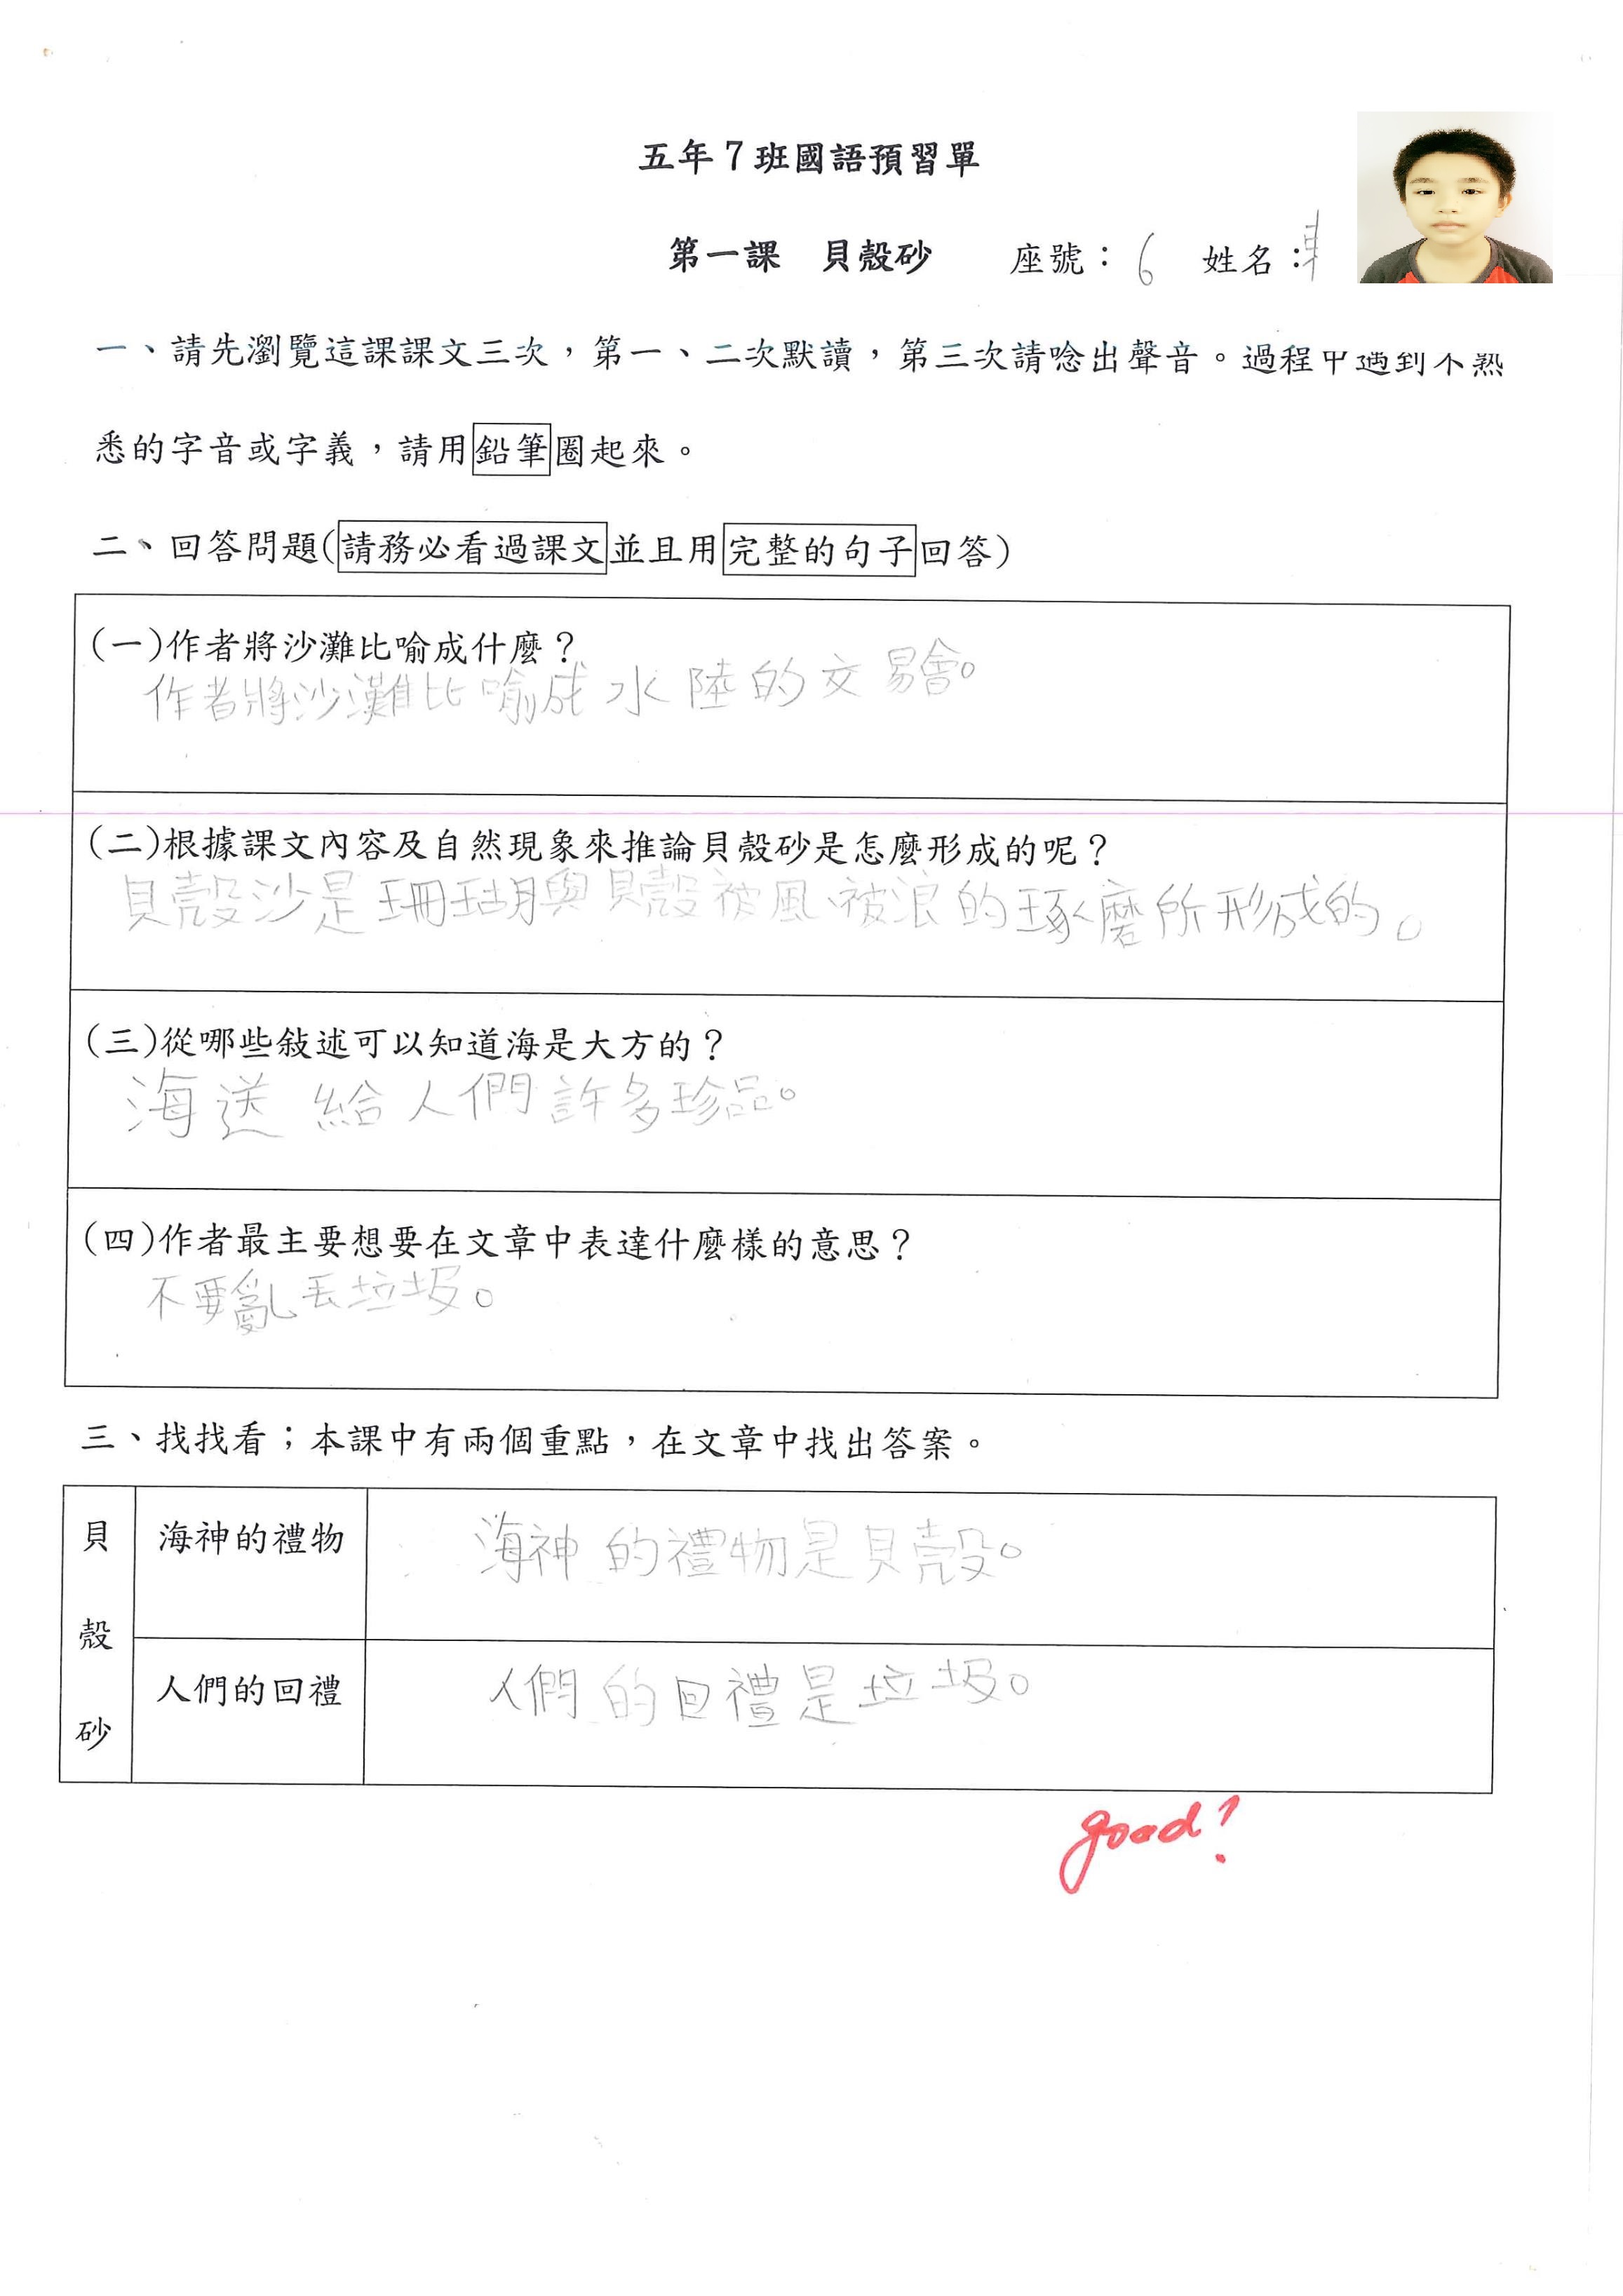 五年7班國語預習單
第一課 貝殼砂 座號：6 姓名：
一、請先瀏覽這課課文三次，第一、二次默讀，第三次請唸出聲音。過程中遇到不熟
悉的字音或字義，請用鉛筆圈起來。
二、回答問題(請務必看過課文並且用完整的句子回答)
(一)作者將沙灘比喻成什麼？
作者將沙灘比喻成水陸的交易會。
(二)根據課文內容及自然現象來推論貝殼砂是怎麼形成的呢？
貝殼沙是珊瑚與貝殼被風、被浪的琢磨所形成的。
(三)從哪些敘述可以知道海是大方的？
海送給人們許多珍品。
(四)作者最主要想要在文章中表達什麼樣的意思？
不要亂丟垃圾。
三、找找看；本課中有兩個重點，在文章中找出答案。
貝殼砂
海神的禮物 海神的禮物是貝殼。
人們的回禮 人們的回禮是垃圾。
good!